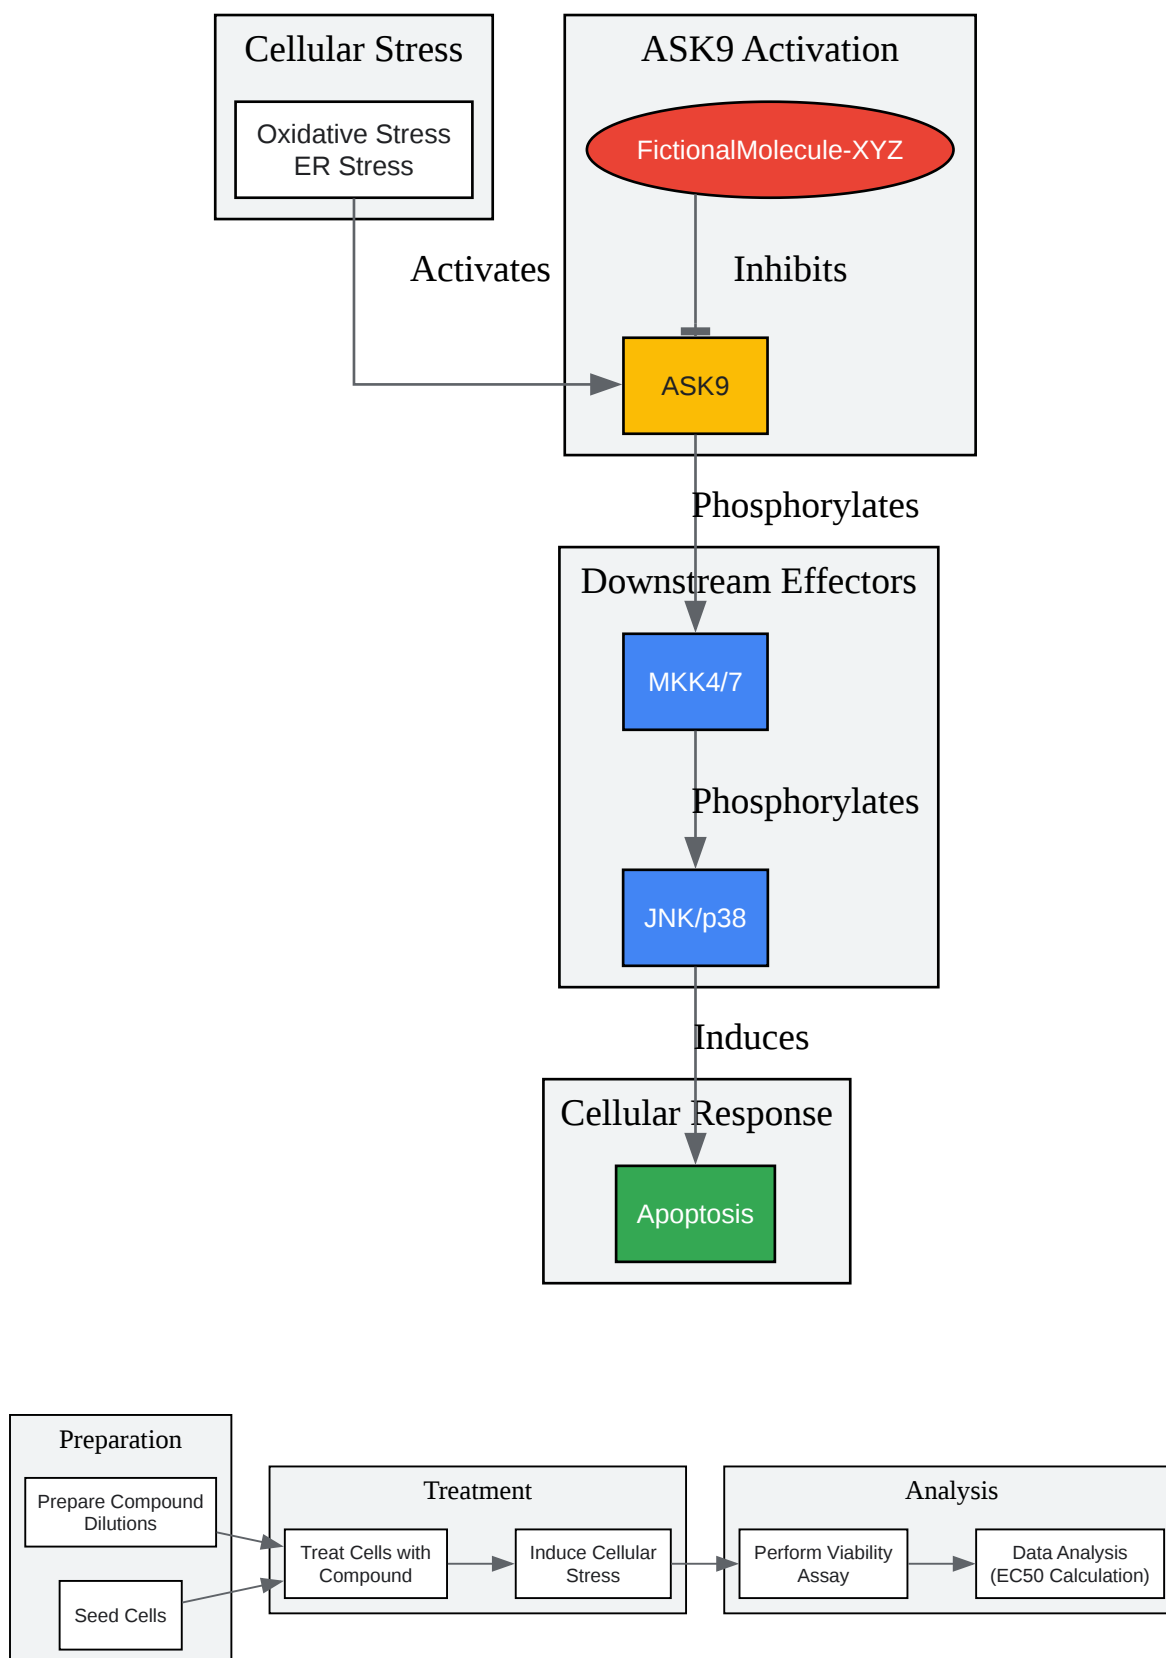 Cellular Stress
Oxidative Stress
ER Stress
ASK9 Activation
FictionalMolecule-XYZ
Activates
Inhibits
ASK9
Phosphorylates
Downstream Effectors
MKK4/7
Phosphorylates
JNK/p38
Induces
Cellular Response
Apoptosis
Preparation
Prepare Compound
Dilutions
Seed Cells
Treatment
Treat Cells with
Compound
Induce Cellular
Stress
Analysis
Perform Viability
Assay
Data Analysis
(EC50 Calculation)